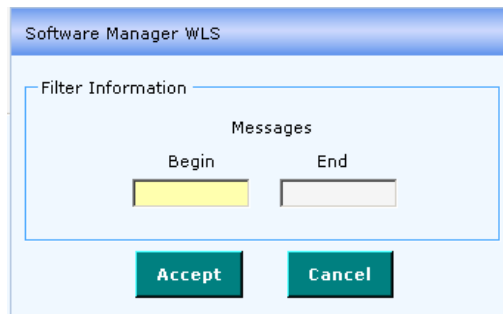 Software Manager WLS
Filter Information
Messages
Begin End
Accept Cancel